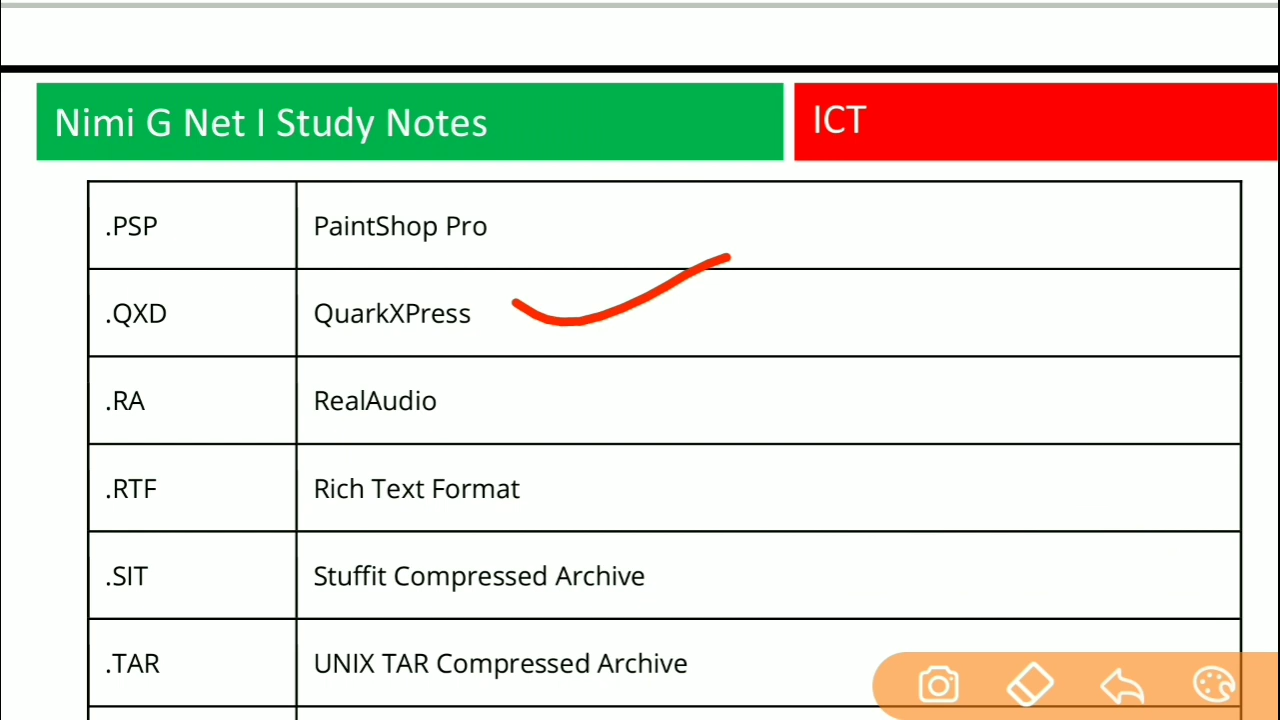 Nimi G Net I Study Notes
ICT
.PSP PaintShop Pro
.QXD QuarkXPress
.RA RealAudio
.RTF Rich Text Format
.SIT Stuffit Compressed Archive
.TAR UNIX TAR Compressed Archive